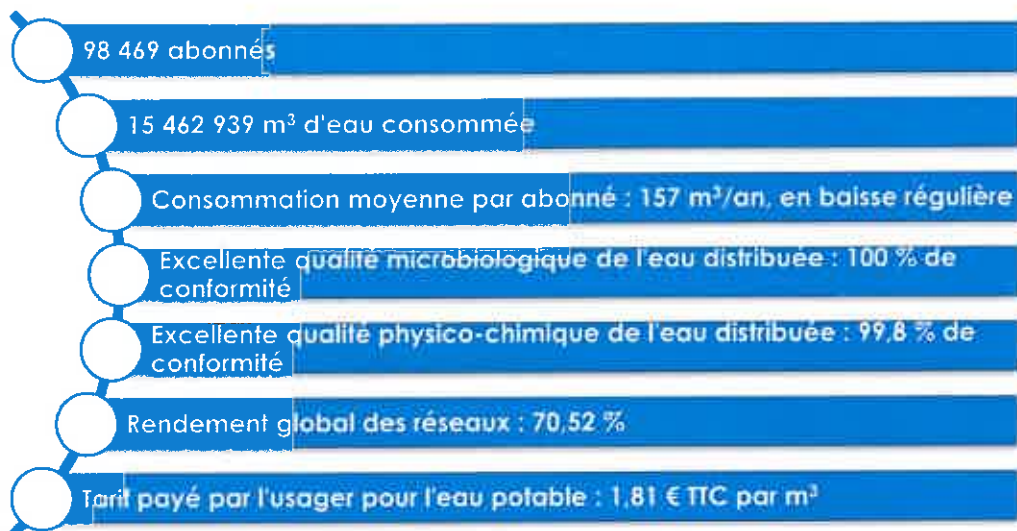 98 469 abonnés
15 462 939 m³ d'eau consommée
Consommation moyenne par abonné : 157 m³/an, en baisse régulière
Excellente qualité microbiologique de l'eau distribuée : 100 % de
conformité
Excellente qualité physico-chimique de l'eau distribuée : 99,8 % de
conformité
Rendement global des réseaux : 70,52 %
Tarif payé par l'usager pour l'eau potable : 1,81 € TTC par m³